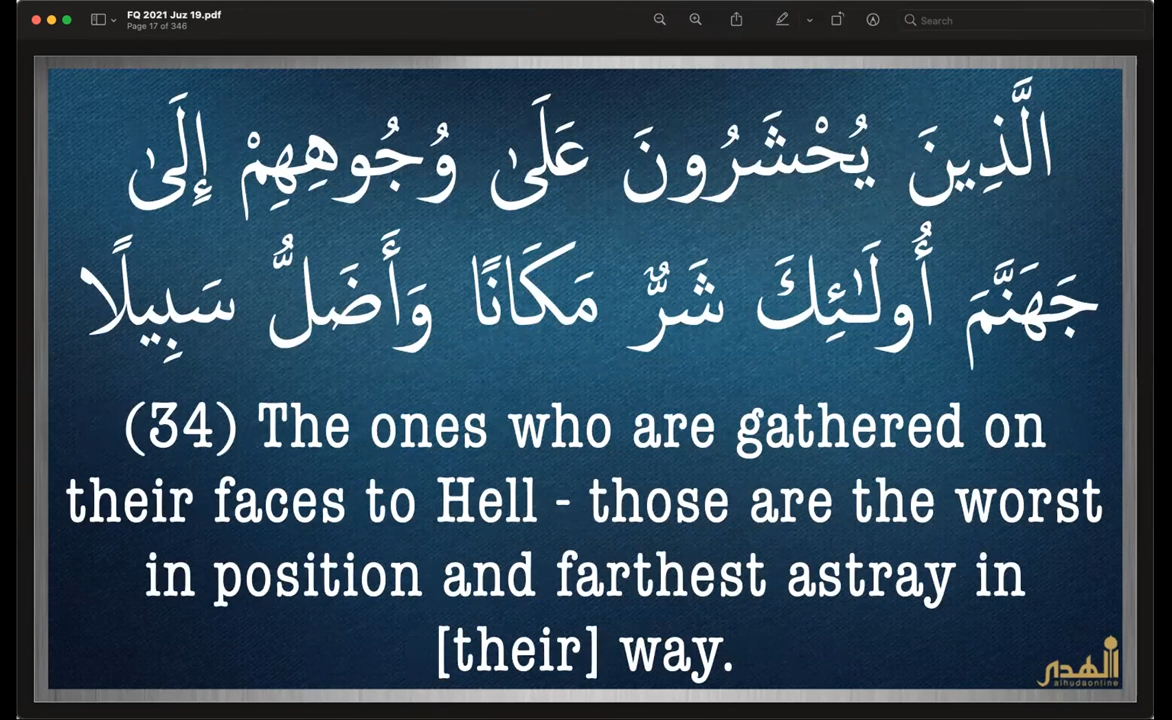 FQ 2021 Juz 19.pdf
Page 17 of 346
Search
الَّذِينَ يُحْشَرُونَ عَلَىٰ وُجُوهِهِمْ إِلَىٰ
جَهَنَّمَ أُولَـٰئِكَ شَرٌّ مَكَانًا وَأَضَلُّ سَبِيلًا
(34) The ones who are gathered on
their faces to Hell - those are the worst
in position and farthest astray in
[their] way.
الهدى
alhudaonline